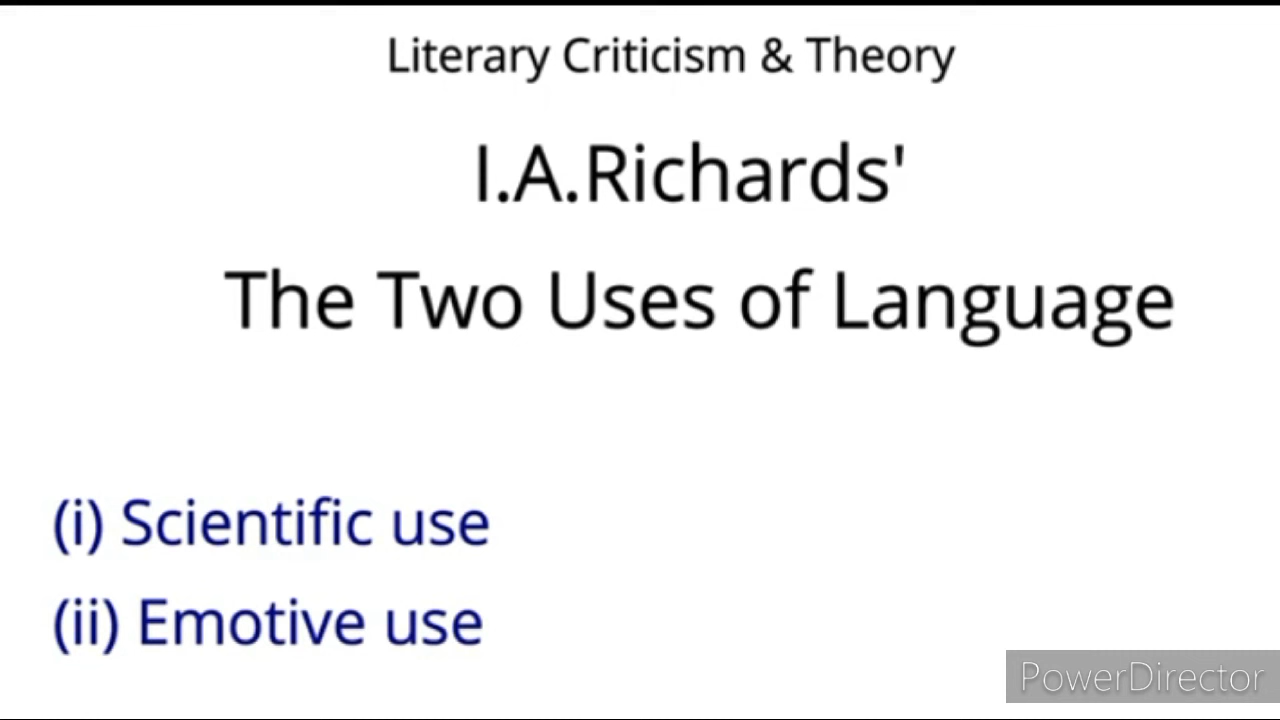 Literary Criticism & Theory
I.A.Richards'
The Two Uses of Language
(i) Scientific use
(ii) Emotive use
PowerDirector